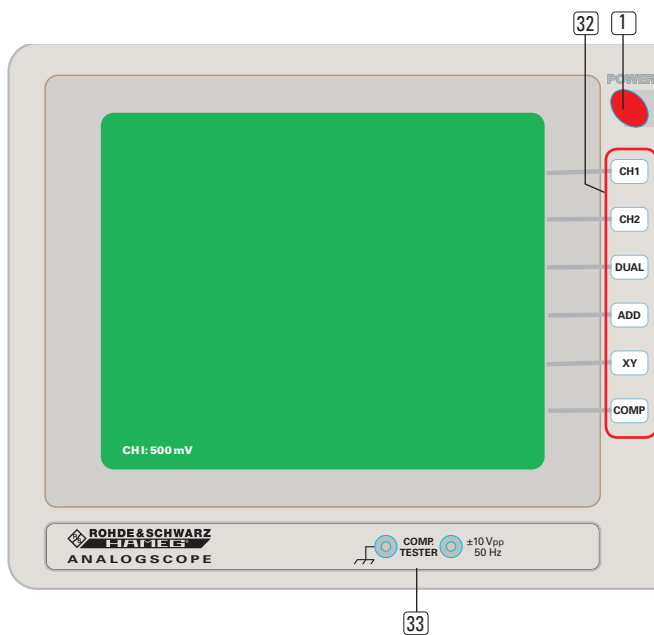 32 1
POWER
CH1
CH2
DUAL
ADD
XY
COMP
CHI: 500 mV
ROHDE & SCHWARZ
HAMEG
ANALOGSCOPE
COMP.
TESTER
±10 Vpp
50 Hz
33